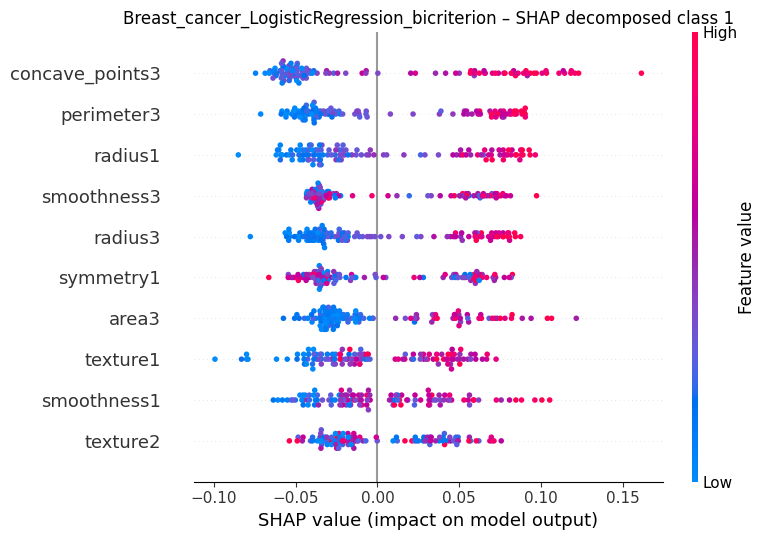 Breast_cancer_LogisticRegression_bicriterion – SHAP decomposed class 1
High
concave_points3
perimeter3
radius1
smoothness3
radius3
symmetry1
area3
texture1
smoothness1
texture2
Feature value
Low
−0.10 −0.05 0.00 0.05 0.10 0.15
SHAP value (impact on model output)